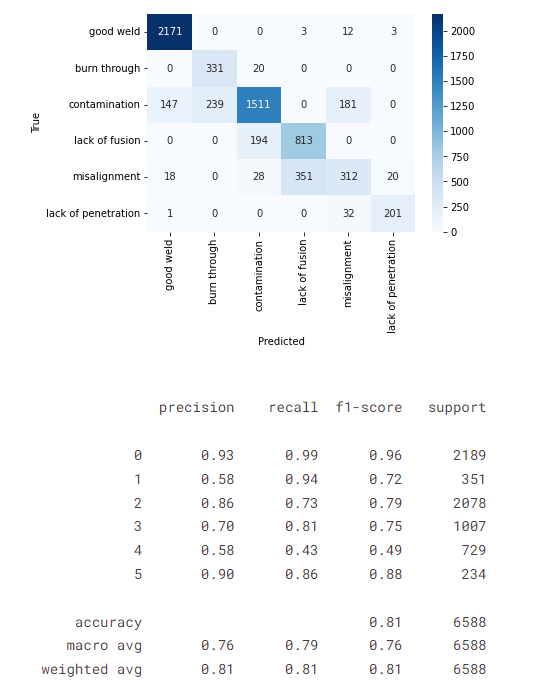 good weld 2171 0 0 3 12 3
burn through 0 331 20 0 0 0
contamination 147 239 1511 0 181 0
lack of fusion 0 0 194 813 0 0
misalignment 18 0 28 351 312 20
lack of penetration 1 0 0 0 32 201
True
good weld
burn through
contamination
lack of fusion
misalignment
lack of penetration
Predicted
2000
1750
1500
1250
1000
750
500
250
0
precision recall f1-score support
0 0.93 0.99 0.96 2189
1 0.58 0.94 0.72 351
2 0.86 0.73 0.79 2078
3 0.70 0.81 0.75 1007
4 0.58 0.43 0.49 729
5 0.90 0.86 0.88 234
accuracy 0.81 6588
macro avg 0.76 0.79 0.76 6588
weighted avg 0.81 0.81 0.81 6588